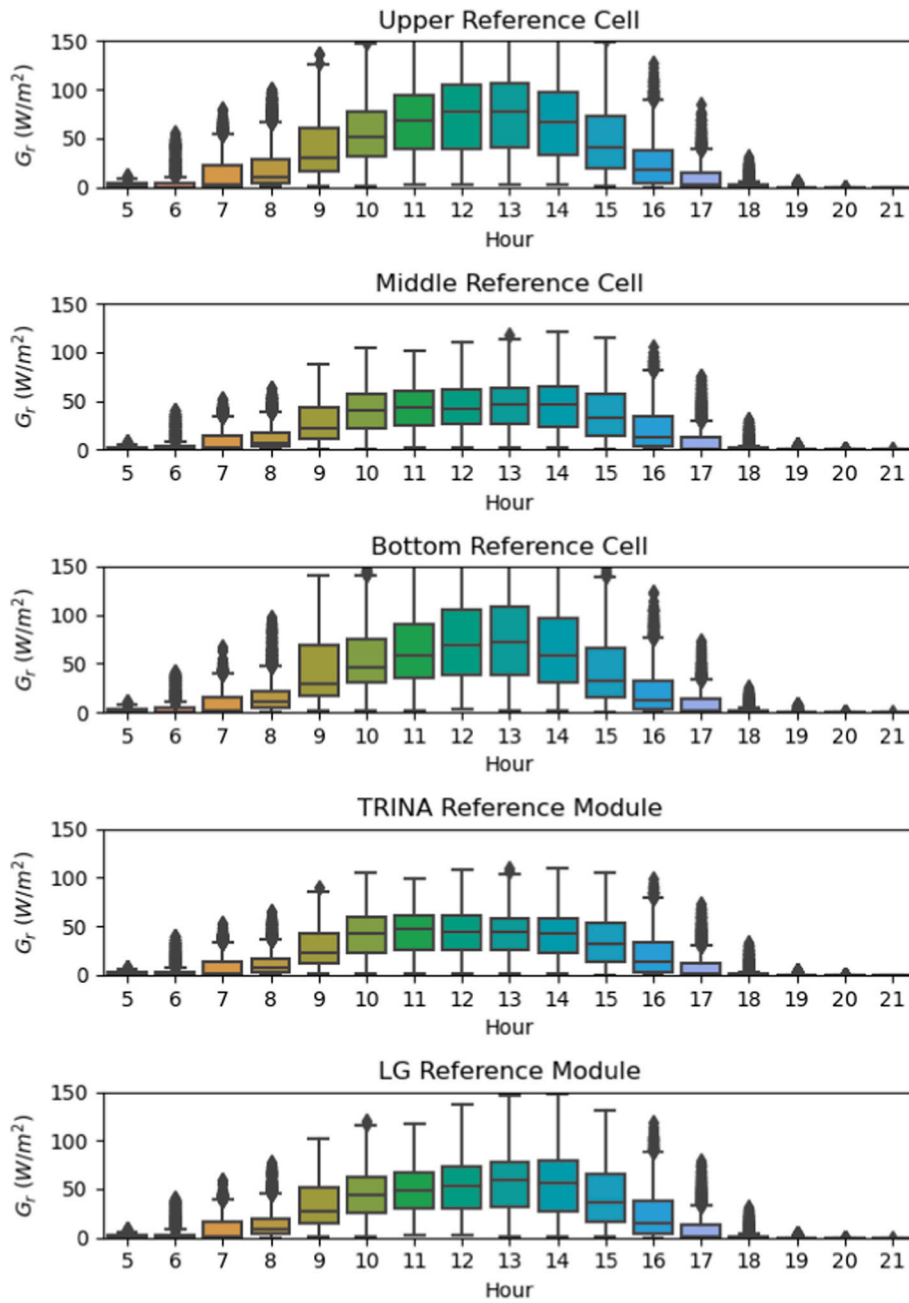 Upper Reference Cell
150
100
50
0
G_r (W/m²)
5 6 7 8 9 10 11 12 13 14 15 16 17 18 19 20 21
Hour
Middle Reference Cell
150
100
50
0
G_r (W/m²)
5 6 7 8 9 10 11 12 13 14 15 16 17 18 19 20 21
Hour
Bottom Reference Cell
150
100
50
0
G_r (W/m²)
5 6 7 8 9 10 11 12 13 14 15 16 17 18 19 20 21
Hour
TRINA Reference Module
150
100
50
0
G_r (W/m²)
5 6 7 8 9 10 11 12 13 14 15 16 17 18 19 20 21
Hour
LG Reference Module
150
100
50
0
G_r (W/m²)
5 6 7 8 9 10 11 12 13 14 15 16 17 18 19 20 21
Hour